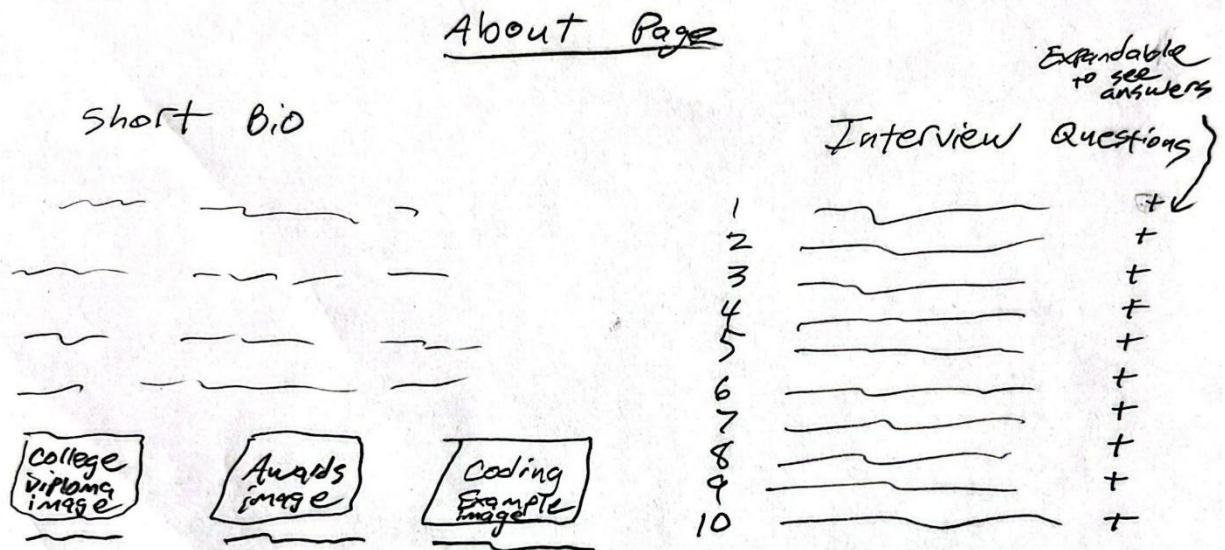 About Page
Expandable
to see
answers
Short Bio
Interview Questions
1 +
2 +
3 +
4 +
5 +
6 +
7 +
8 +
9 +
10 +
College
Diploma
image
Awards
image
Coding
Example
image